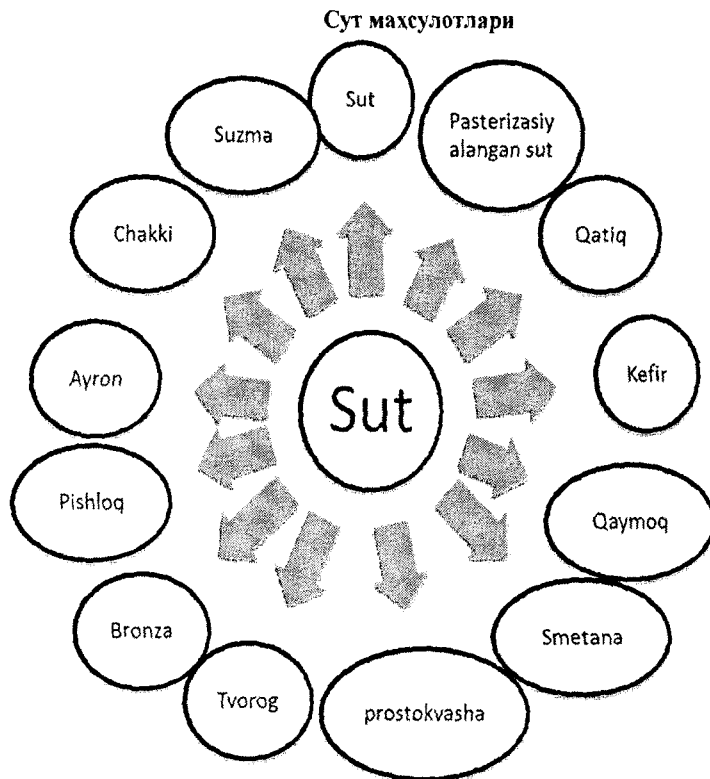 Сут махсулотлари
Sut
Pasterizasiy
alangan sut
Qatiq
Kefir
Qaymoq
Smetana
prostokvasha
Tvorog
Bronza
Pishloq
Ayron
Chakki
Suzma
Sut